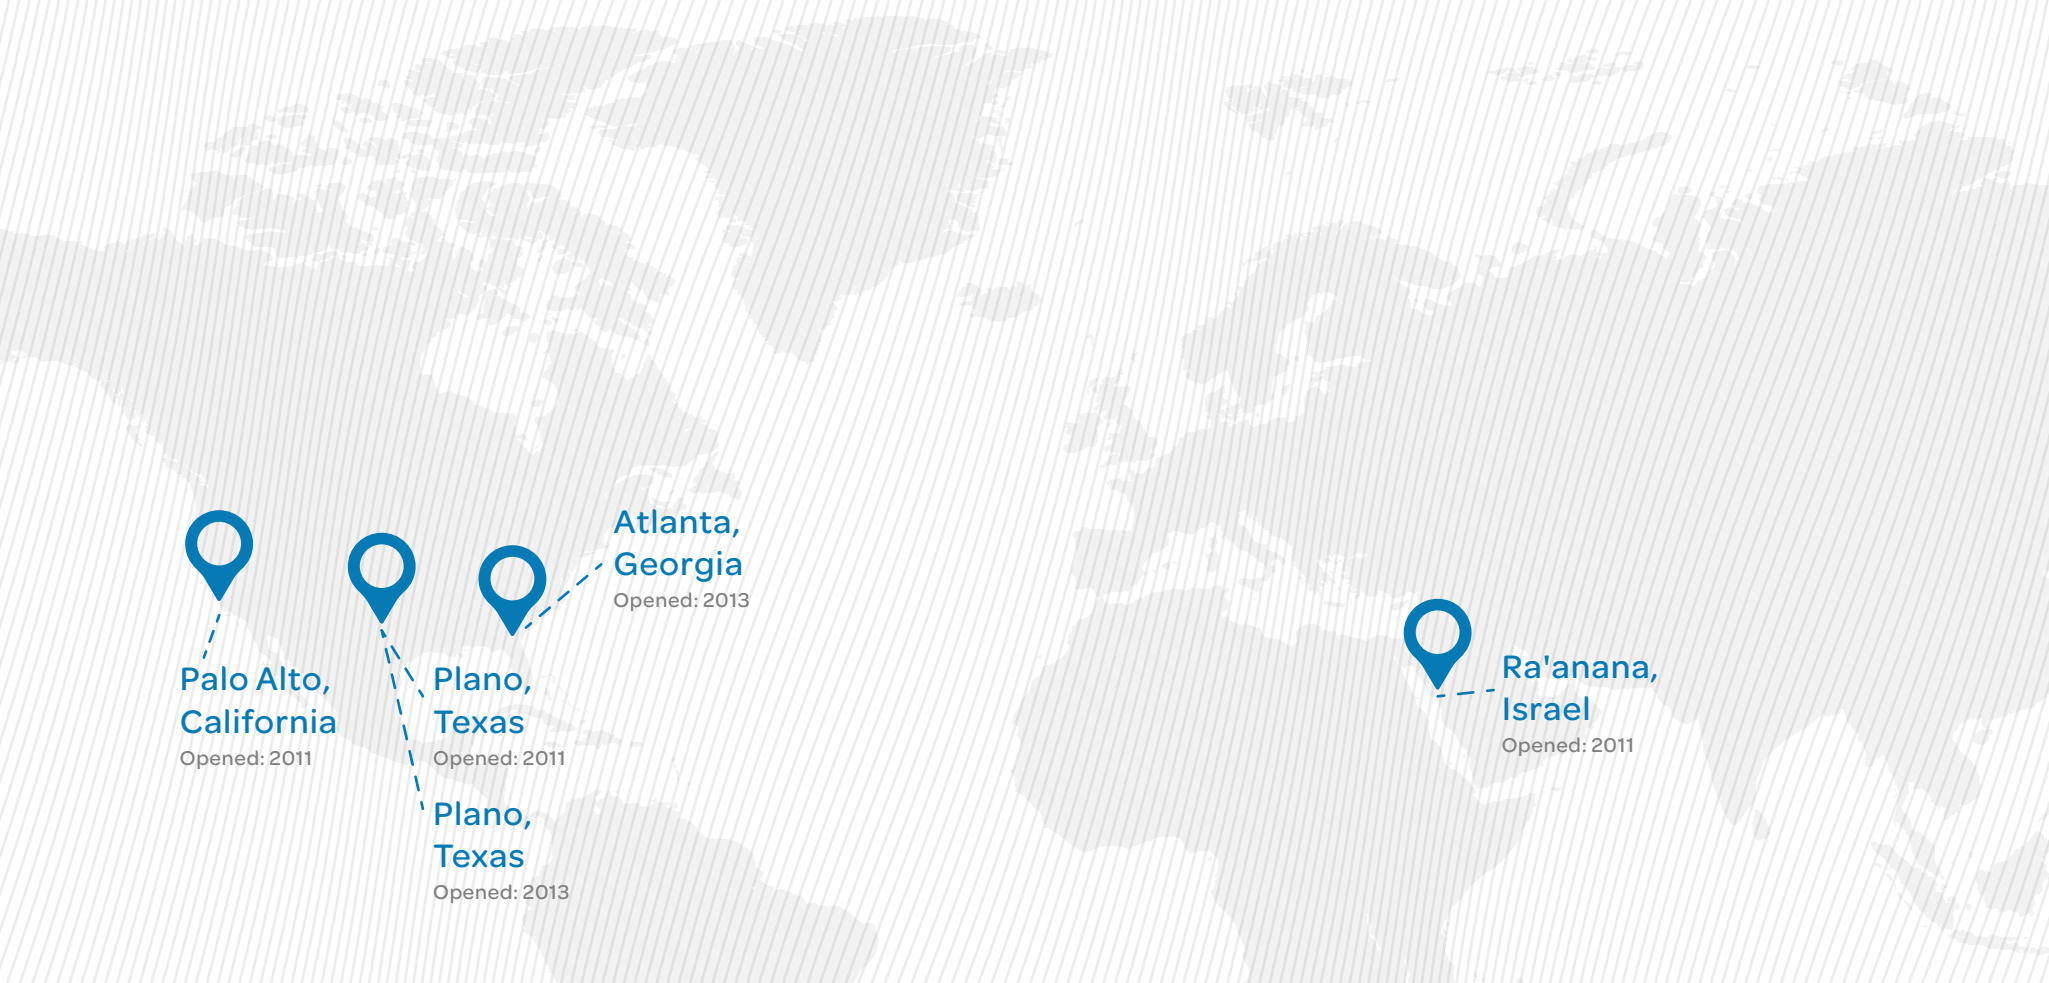 Atlanta,
Georgia
Opened: 2013
Palo Alto,
California
Opened: 2011
Plano,
Texas
Opened: 2011
Plano,
Texas
Opened: 2013
Ra'anana,
Israel
Opened: 2011